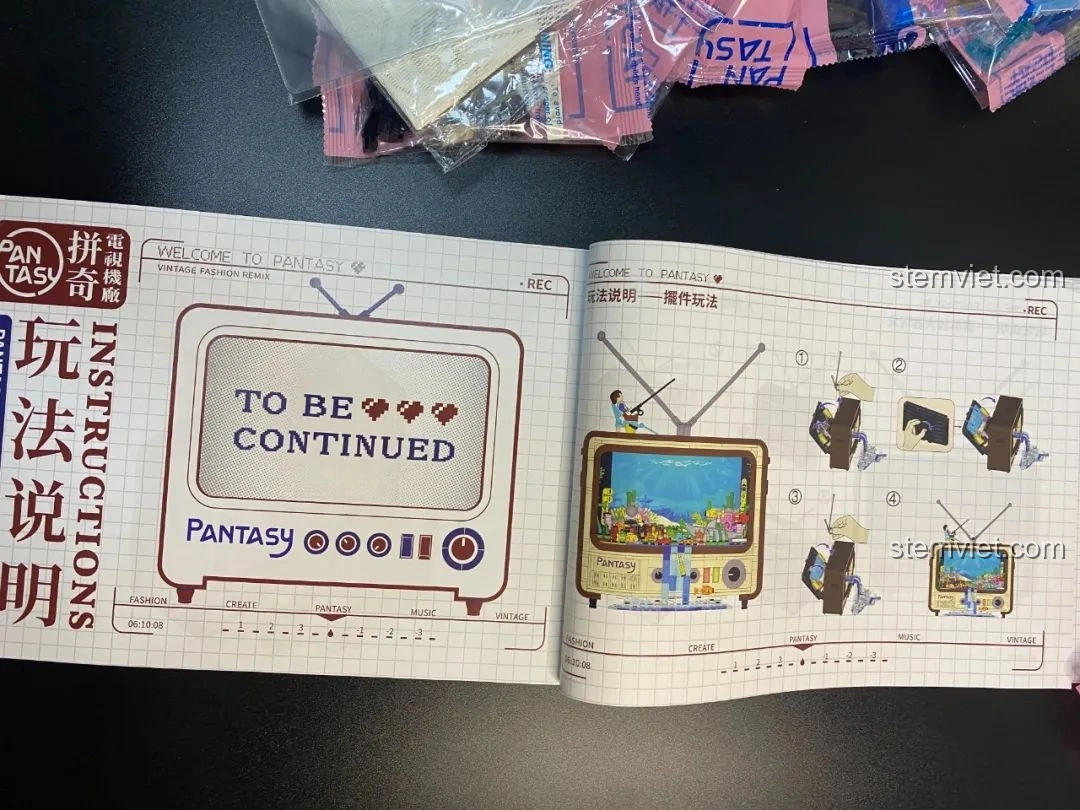 PAN
TASY
PAN
TASY
拼奇
電視機廠
玩法说明
INSTRUCTIONS
WELCOME TO PANTASY
VINTAGE FASHION REMIX
REC
TO BE
CONTINUED
PANTASY
FASHION
CREATE
PANTASY
MUSIC
VINTAGE
06:10:08
1 2 3 -1 -2 -3
WELCOME TO PANTASY
玩法说明——擺件玩法
REC
stemviet.com
①
②
③
④
stemviet.com
PANTASY
FASHION
CREATE
PANTASY
MUSIC
VINTAGE
06:10:08
1 2 3 -1 -2 -3